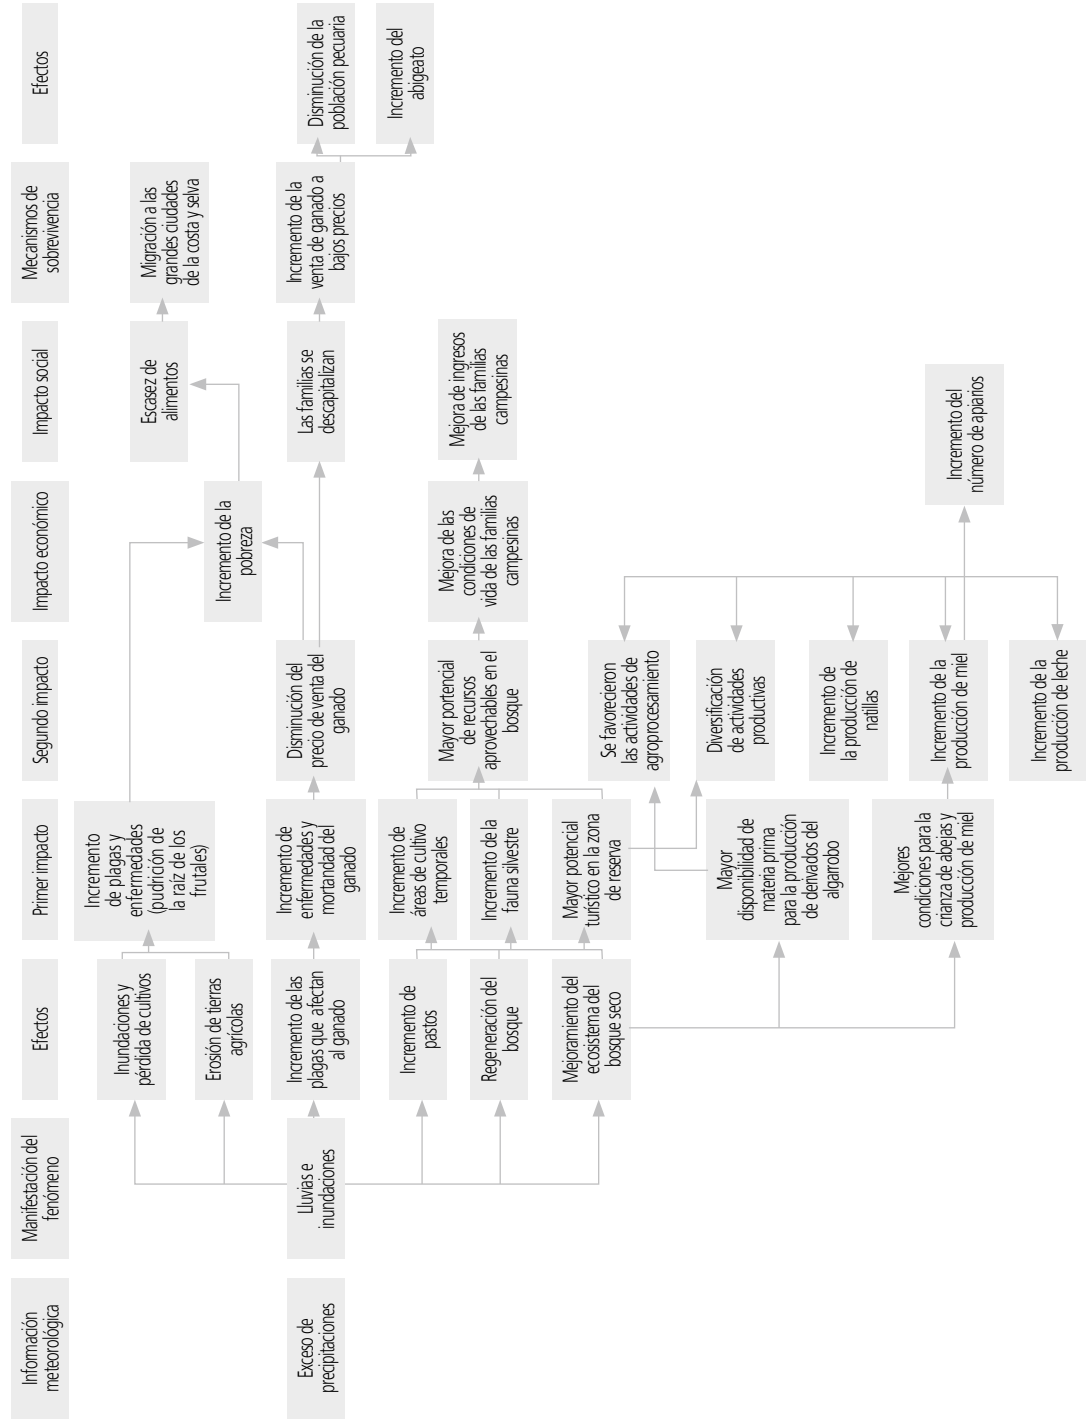 Información
meteorológica
Manifestación del
fenómeno
Efectos
Primer impacto
Segundo impacto
Impacto económico
Impacto social
Mecanismos de
sobrevivencia
Efectos
Exceso de
precipitaciones
Lluvias e
inundaciones
Inundaciones y
pérdida de cultivos
Erosión de tierras
agrícolas
Incremento de las
plagas que afectan
al ganado
Incremento de
pastos
Regeneración del
bosque
Mejoramiento del
ecosistema del
bosque seco
Incremento
de plagas y
enfermedades
(pudrición de
la raíz de los
frutales)
Incremento de
enfermedades y
mortandad del
ganado
Incremento de
áreas de cultivo
temporales
Incremento de la
fauna silvestre
Mayor potencial
turístico en la zona
de reserva
Mayor
disponibilidad de
materia prima
para la producción
de derivados del
algarrobo
Mejores
condiciones para la
crianza de abejas y
producción de miel
Disminución del
precio de venta del
ganado
Mayor potencial
de recursos
aprovechables en el
bosque
Se favorecieron
las actividades de
agroprocesamiento
Diversificación
de actividades
productivas
Incremento de
la producción de
natillas
Incremento de la
producción de miel
Incremento de la
producción de leche
Incremento de la
pobreza
Mejora de las
condiciones de
vida de las familias
campesinas
Incremento del
número de apiarios
Escasez de
alimentos
Las familias se
descapitalizan
Mejora de ingresos
de las familias
campesinas
Migración a las
grandes ciudades
de la costa y selva
Incremento de la
venta de ganado a
bajos precios
Disminución de la
población pecuaria
Incremento del
abigeato